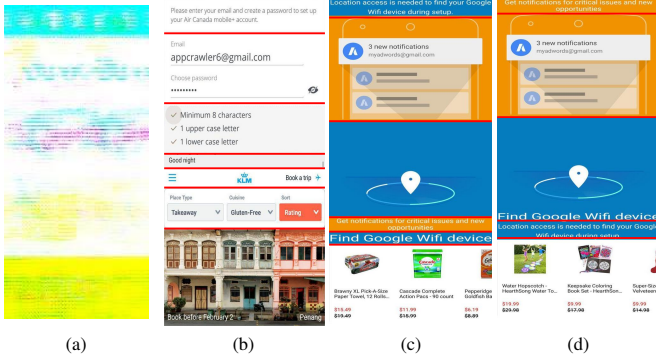 Please enter your email and create a password to set up
your Air Canada mobile+ account.
Email
appcrawler6@gmail.com
Choose password
•••••••••
Minimum 8 characters
1 upper case letter
1 lower case letter
Good night
KLM
Book a trip
Place Type
Cuisine
Sort
Takeaway
Gluten-Free
Rating
Book before February 2
Penang
Location access is needed to find your Google
Wifi device during setup.
3 new notifications
myadwords@gmail.com
Get notifications for critical issues and new
opportunities
Find Google Wifi device
Brawny XL Pick-A-Size
Paper Towel, 12 Rolls...
$15.49
$19.49
Cascade Complete
Action Pacs - 90 count
$11.99
$18.99
Pepperidge
Goldfish Ba
$6.19
$8.89
Get notifications for critical issues and new
opportunities
3 new notifications
myadwords@gmail.com
Find Google Wifi device
Location access is needed to find your Google
Wifi device during setup.
Water Hopscotch -
HearthSong Water To...
$19.99
$29.98
Keepsake Coloring
Book Set - HearthSon...
$9.99
$17.98
Super-Siz
Velveteen
$9.99
$14.98
(a)
(b)
(c)
(d)